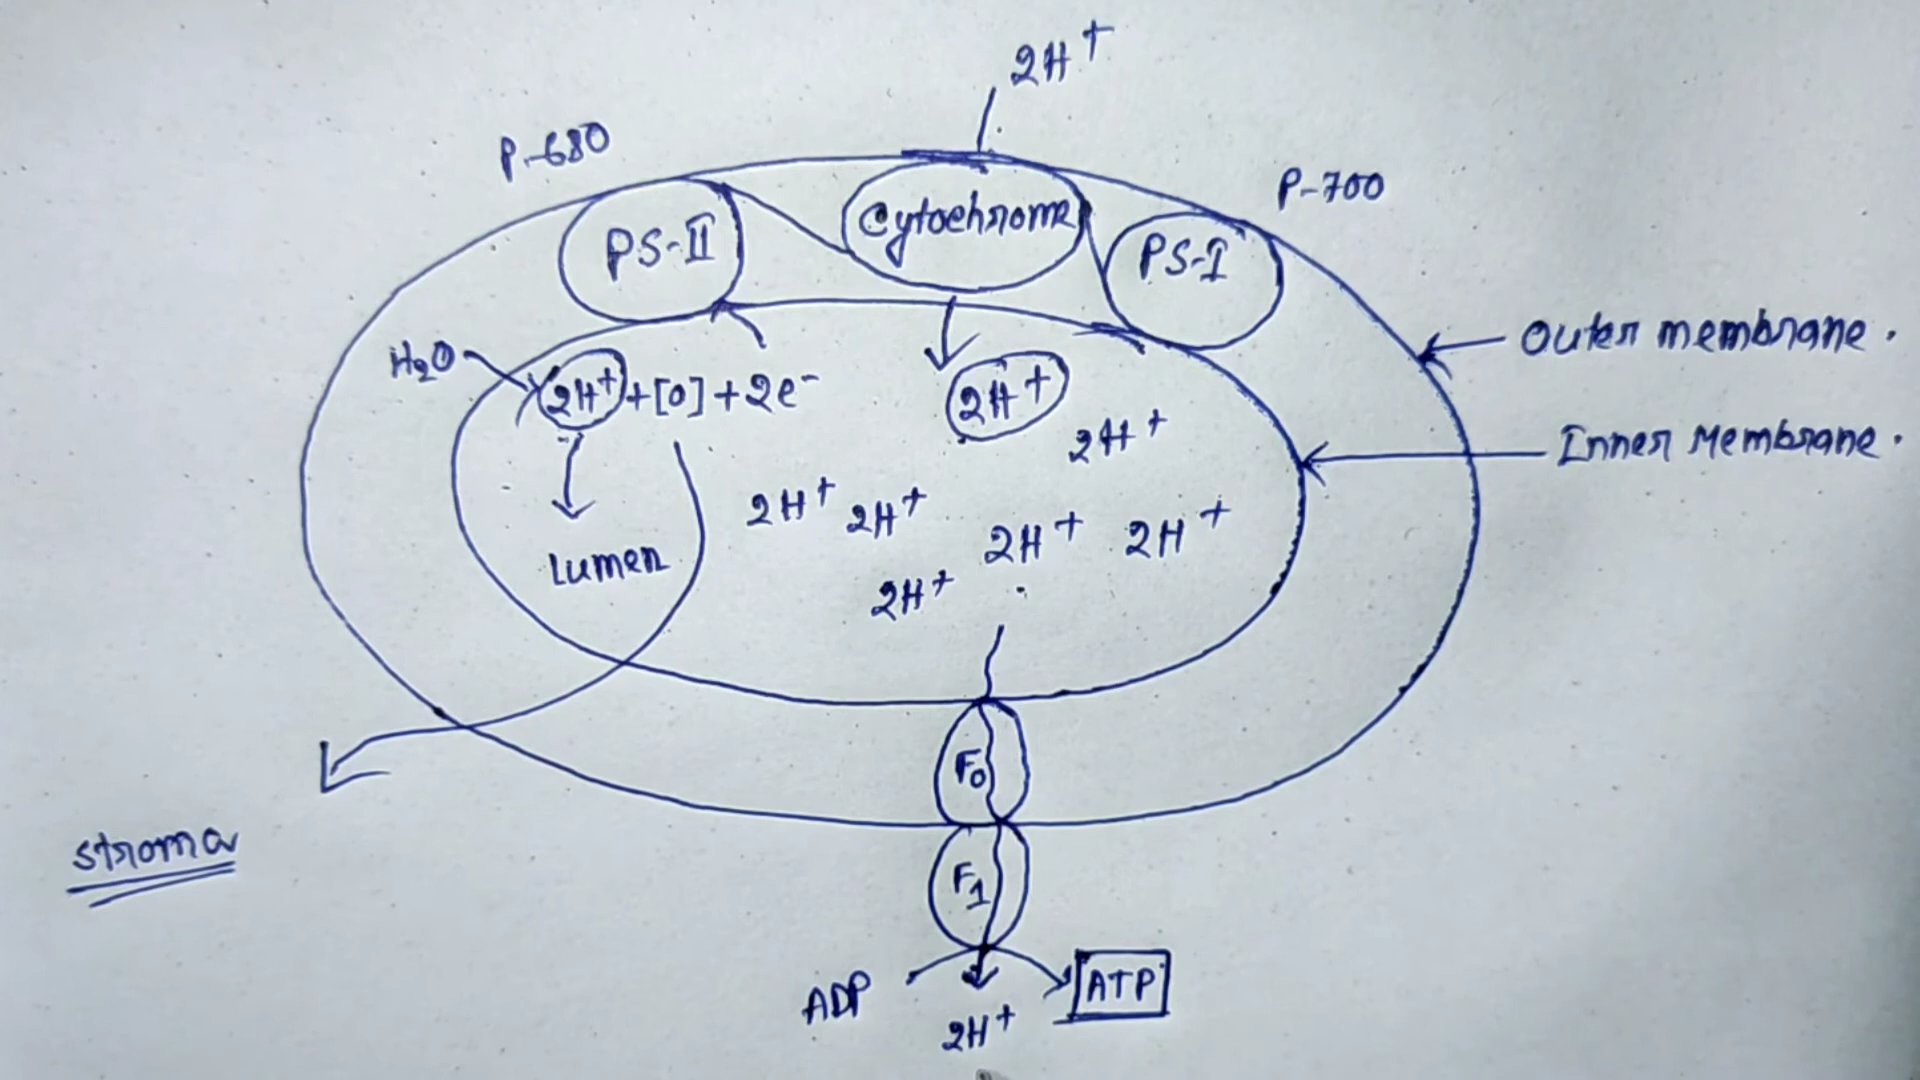 2H+
P-680
P-700
PS-II
Cytochrome
PS-I
Outer membrane.
H2O
2H+ + [O] + 2e-
2H+
2H+
Inner Membrane.
2H+ 2H+
2H+ 2H+
Lumen
2H+
F0
stroma
F1
ADP
ATP
2H+